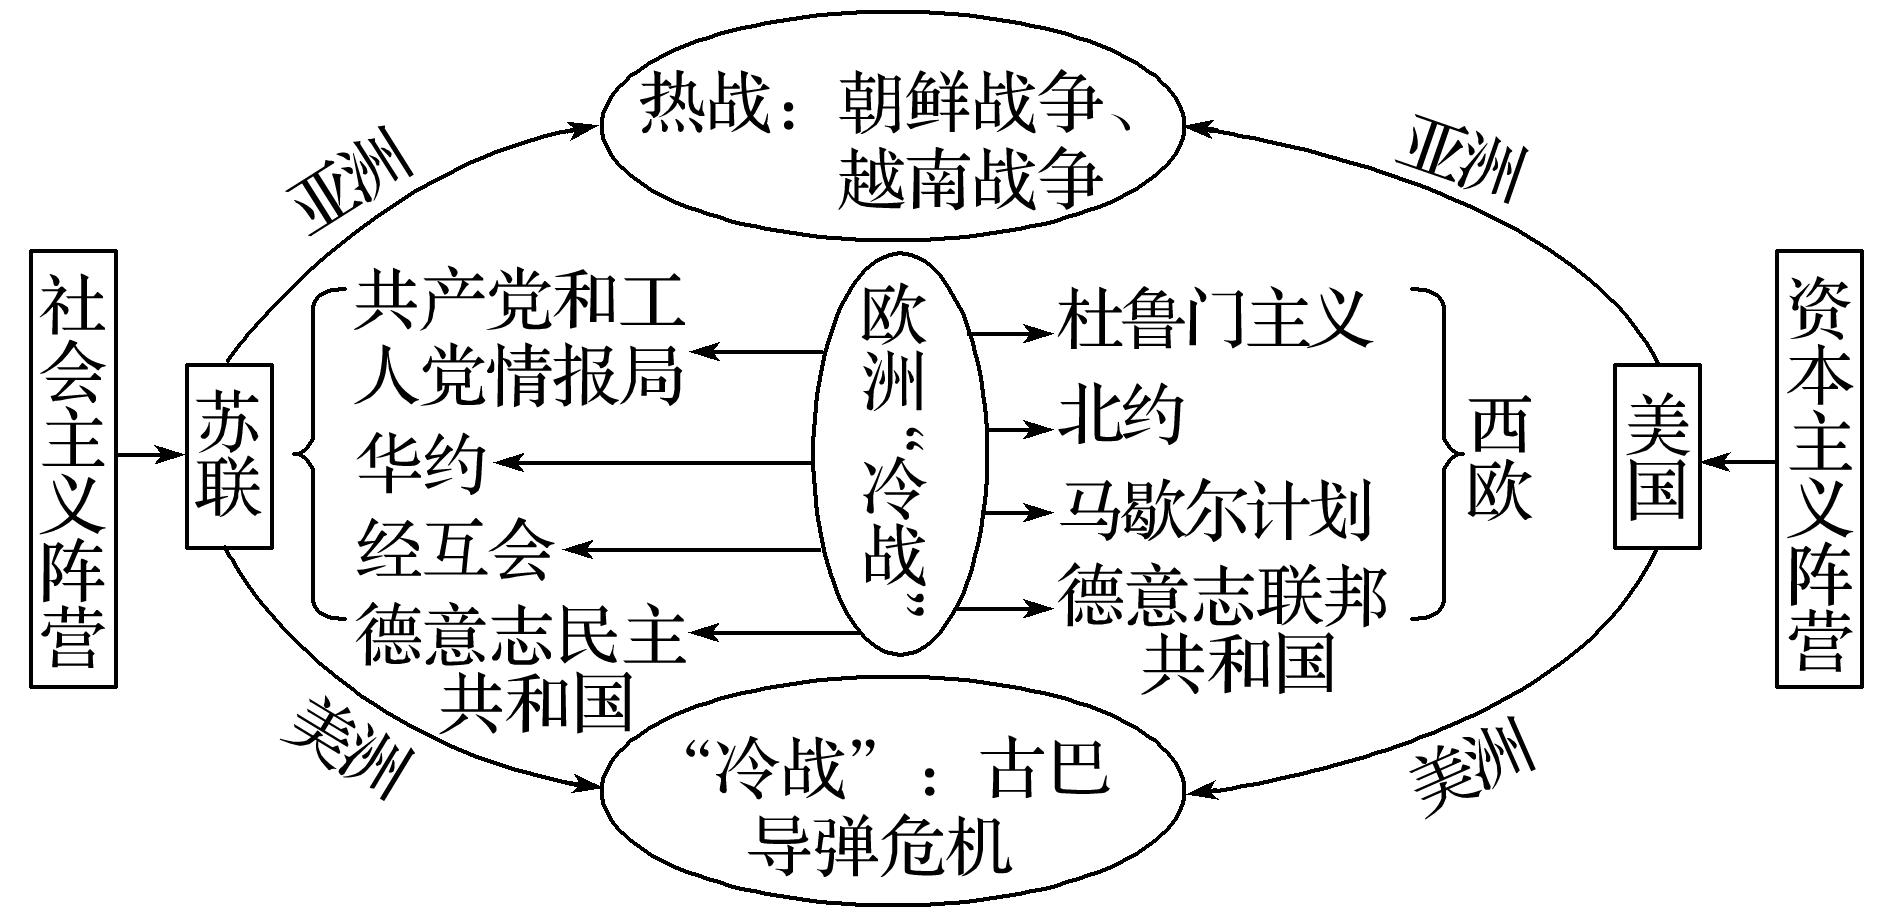 热战：朝鲜战争、
越南战争
亚洲
亚洲
社会主义阵营
苏联
共产党和工
人党情报局
华约
经互会
德意志民主
共和国
欧洲“冷战”
杜鲁门主义
北约
马歇尔计划
德意志联邦
共和国
西欧
美国
资本主义阵营
美洲
美洲
“冷战”：古巴
导弹危机